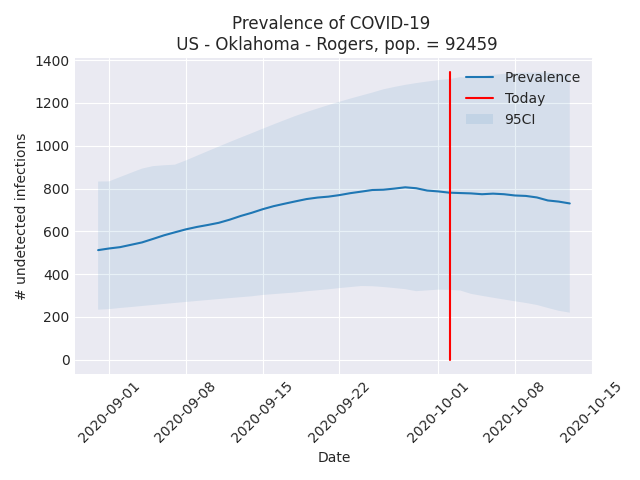 Prevalence of COVID-19
US - Oklahoma - Rogers, pop. = 92459
1400
1200
1000
800
600
400
200
0
# undetected infections
Prevalence
Today
95CI
2020-09-01
2020-09-08
2020-09-15
2020-09-22
2020-10-01
2020-10-08
2020-10-15
Date